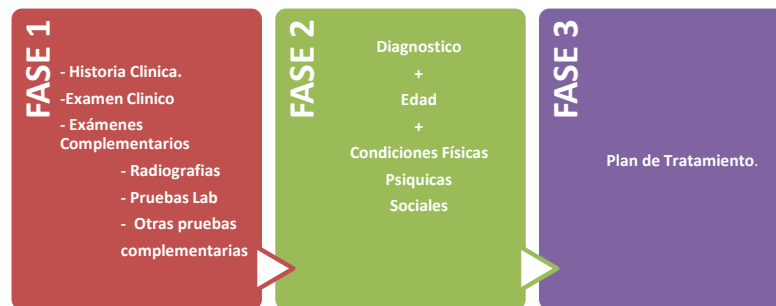 FASE 1
- Historia Clinica.
-Examen Clinico
- Exámenes
Complementarios
- Radiografias
- Pruebas Lab
- Otras pruebas
complementarias
FASE 2
Diagnostico
+
Edad
+
Condiciones Físicas
Psiquicas
Sociales
FASE 3
Plan de Tratamiento.